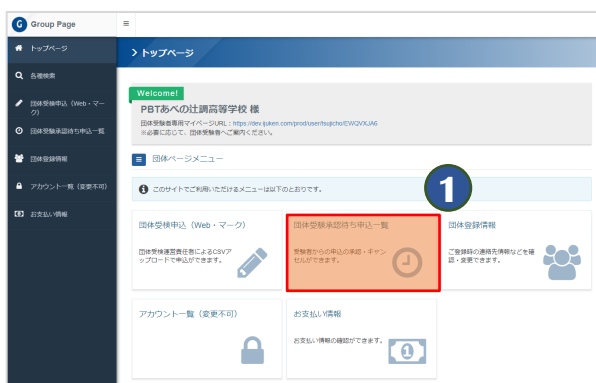 G Group Page
トップページ
各種検索
団体受験申込（Web・マーク）
団体受験承認待ち申込一覧
団体登録情報
アカウント一覧（変更不可）
お支払い情報
> トップページ
Welcome!
PBTあべの辻調高等学校 様
団体受験者専用マイページURL：https://dev.ijuken.com/prod/user/tsujicho/EWQVXJA6
※必要に応じて、団体受験者へご案内ください。
団体ページメニュー
このサイトでご利用いただけるメニューは以下のとおりです。
1
団体受検申込（Web・マーク）
団体受検運営責任者によるCSVア
ップロードで申込ができます。
団体受験承認待ち申込一覧
受験者からの申込の承認・キャン
セルができます。
団体登録情報
ご登録時の連絡先情報などを確
認・変更できます。
アカウント一覧（変更不可）
お支払い情報
お支払い情報の確認ができます。
1